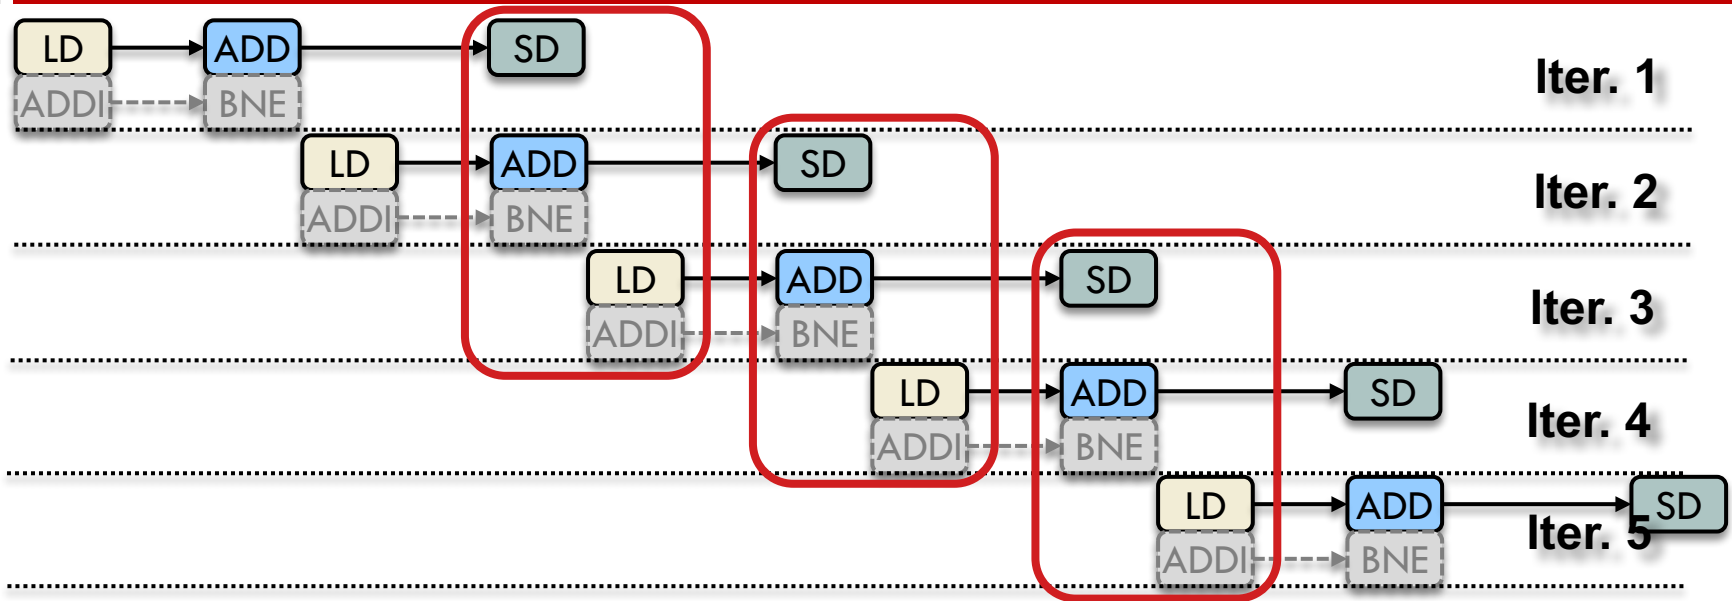 LD ADD SD
ADDI BNE
Iter. 1
LD ADD SD
ADDI BNE
Iter. 2
LD ADD SD
ADDI BNE
Iter. 3
LD ADD SD
ADDI BNE
Iter. 4
LD ADD SD
ADDI BNE
Iter. 5